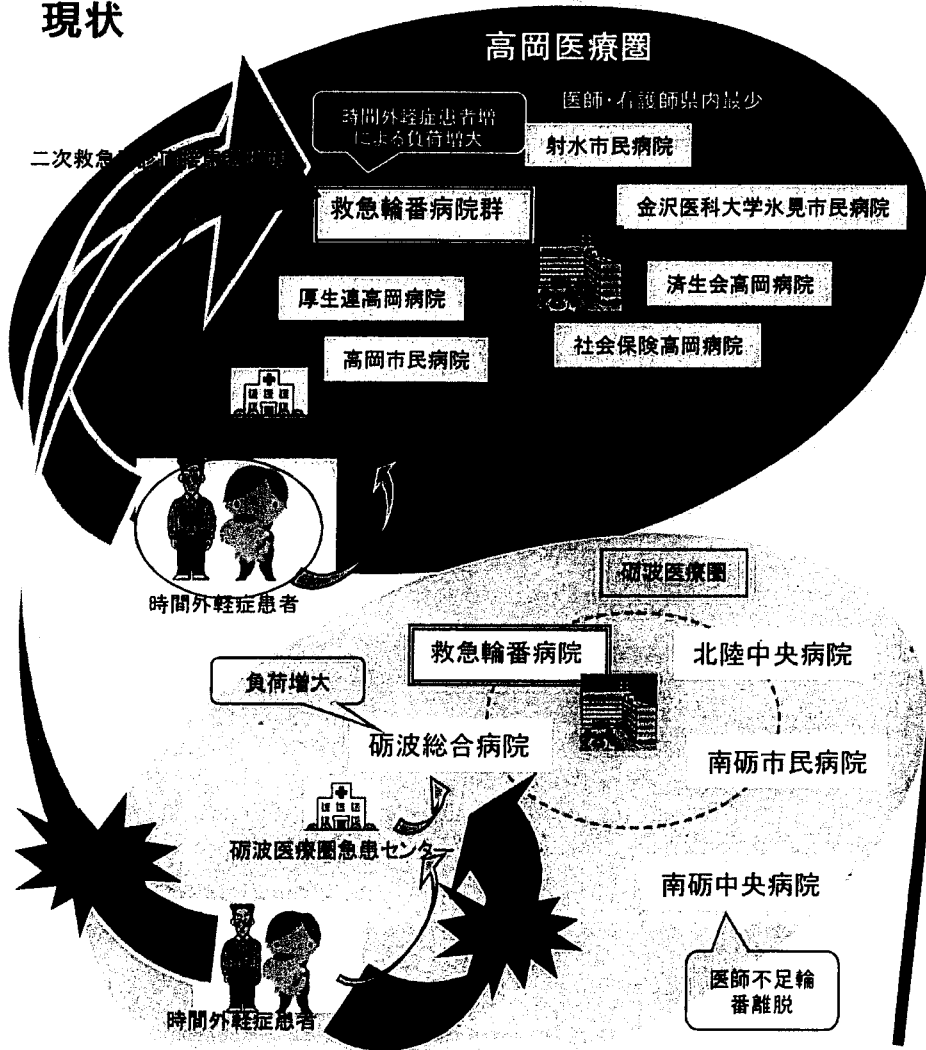 現状
高岡医療圏
医師・看護師県内最少
時間外軽症患者増
による負荷増大
射水市民病院
二次救急
救急輪番病院群
金沢医科大学氷見市民病院
厚生連高岡病院
済生会高岡病院
高岡市民病院
社会保険高岡病院
時間外軽症患者
砺波医療圏
救急輪番病院
北陸中央病院
負荷増大
砺波総合病院
南砺市民病院
砺波医療圏急患センター
南砺中央病院
医師不足輪
番離脱
時間外軽症患者